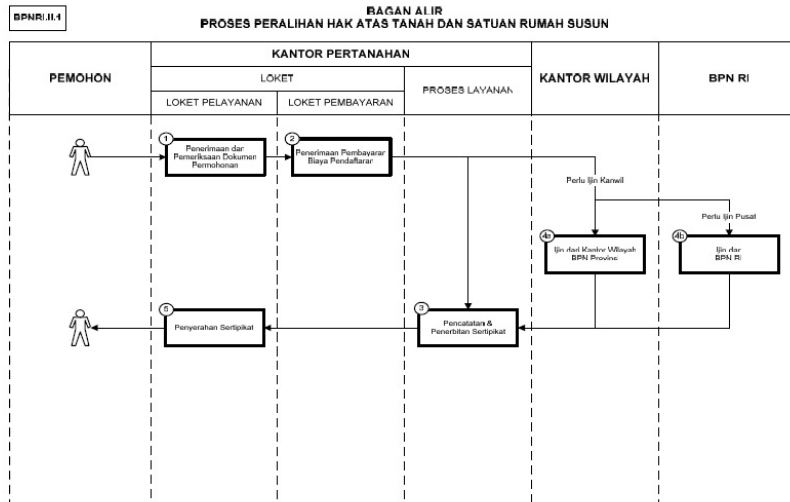 BPNRI.II.1
BAGAN ALIR
PROSES PERALIHAN HAK ATAS TANAH DAN SATUAN RUMAH SUSUN
PEMOHON
KANTOR PERTANAHAN
KANTOR WILAYAH
BPN RI
LOKET
PROSES LAYANAN
LOKET PELAYANAN
LOKET PEMBAYARAN
1
Penerimaan dan
Pemeriksaan Dokumen
Permohonan
2
Penerimaan Pembayaran
Biaya Pendaftaran
Perlu Ijin Kanwil
Perlu Ijin Pusat
4a
Ijin dari Kantor Wilayah
BPN Provinsi
4b
Ijin dari
BPN RI
5
Penyerahan Sertipikat
3
Pencatatan &
Penerbitan Sertipikat